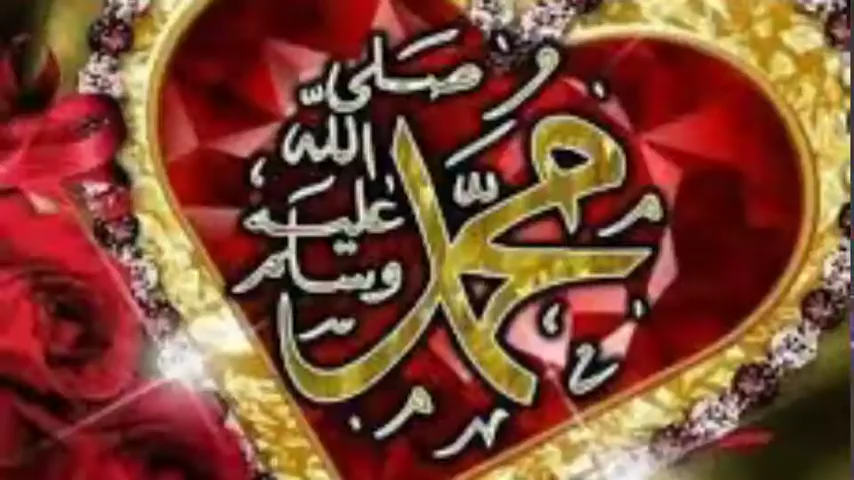 محمد
صلى
الله
عليه
وسلم